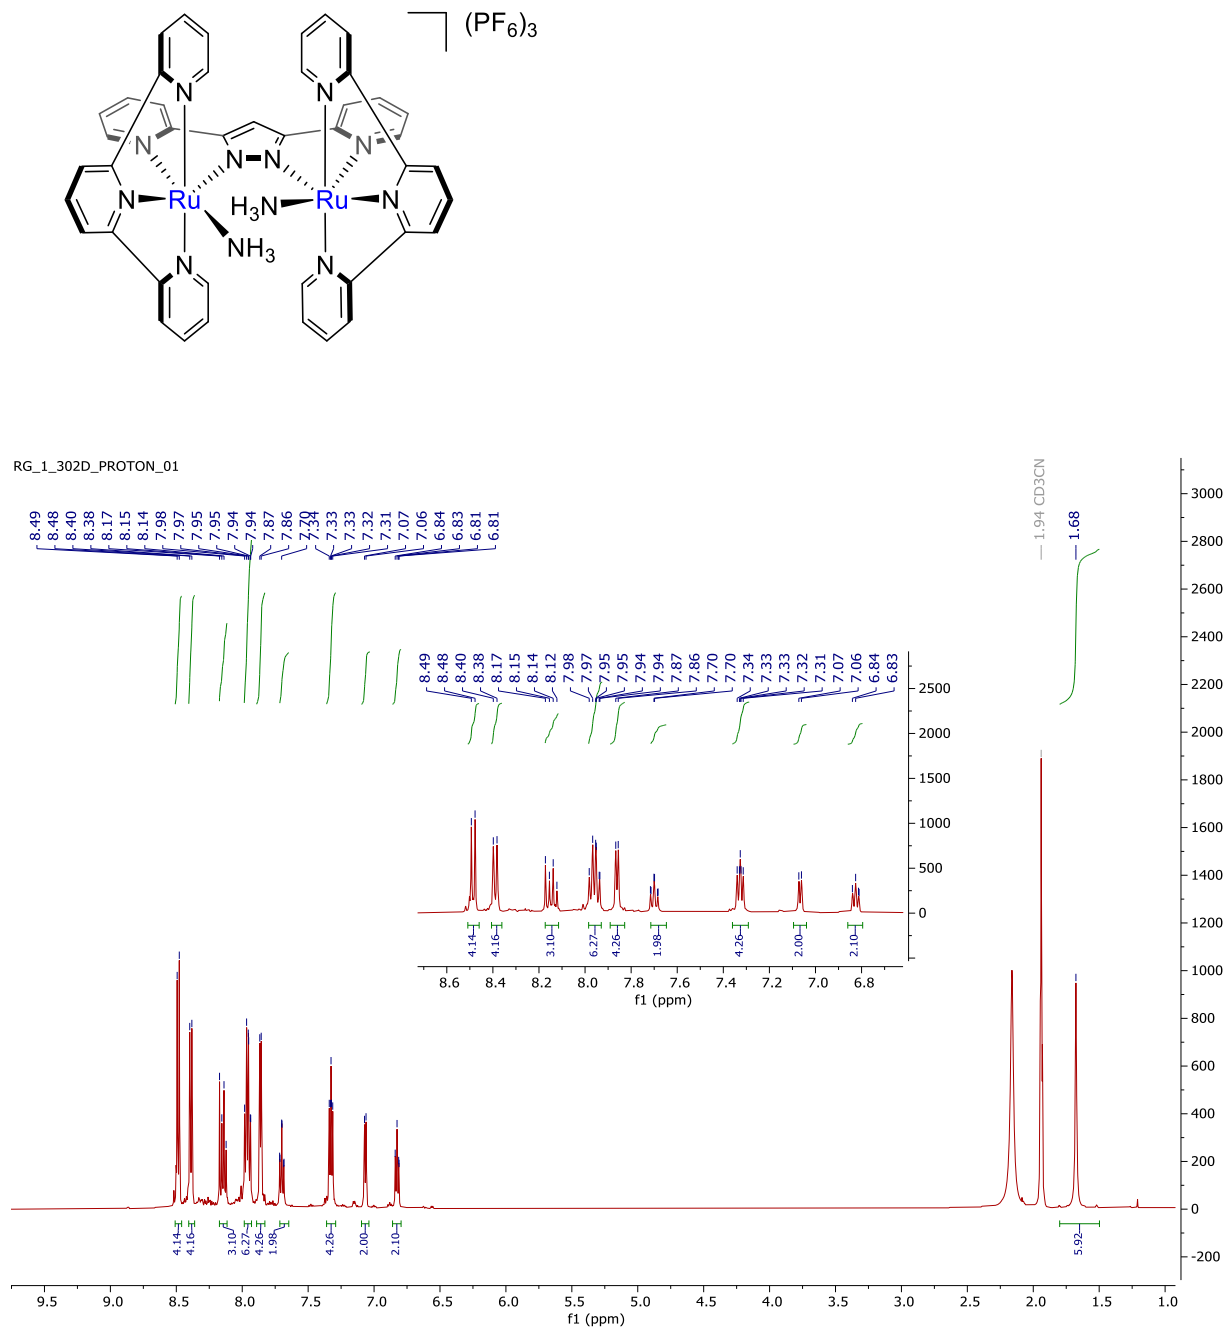 (PF6)3
N N
N N
N N
N Ru H3N Ru N
NH3
N N
RG_1_302D_PROTON_01
8.49 8.48 8.40 8.38 8.17 8.15 8.14 7.98 7.97 7.95 7.95 7.94 7.94 7.87 7.86 7.70 7.34 7.33 7.32 7.31 7.07 7.06 6.84 6.83 6.81 6.81
1.94 CD3CN
1.68
8.49 8.48 8.40 8.38 8.17 8.15 8.14 8.12 7.98 7.97 7.95 7.95 7.94 7.94 7.87 7.86 7.70 7.70 7.34 7.33 7.33 7.32 7.31 7.07 7.06 6.84 6.83
2500
2000
1500
1000
500
0
4.14 4.16 3.10 6.27 4.26 1.98 4.26 2.00 2.10
8.6 8.4 8.2 8.0 7.8 7.6 7.4 7.2 7.0 6.8
f1 (ppm)
3000
2800
2600
2400
2200
2000
1800
1600
1400
1200
1000
800
600
400
200
0
-200
4.14 4.16 3.10 6.27 4.26 1.98 4.26 2.00 2.10 5.92
9.5 9.0 8.5 8.0 7.5 7.0 6.5 6.0 5.5 5.0 4.5 4.0 3.5 3.0 2.5 2.0 1.5 1.0
f1 (ppm)